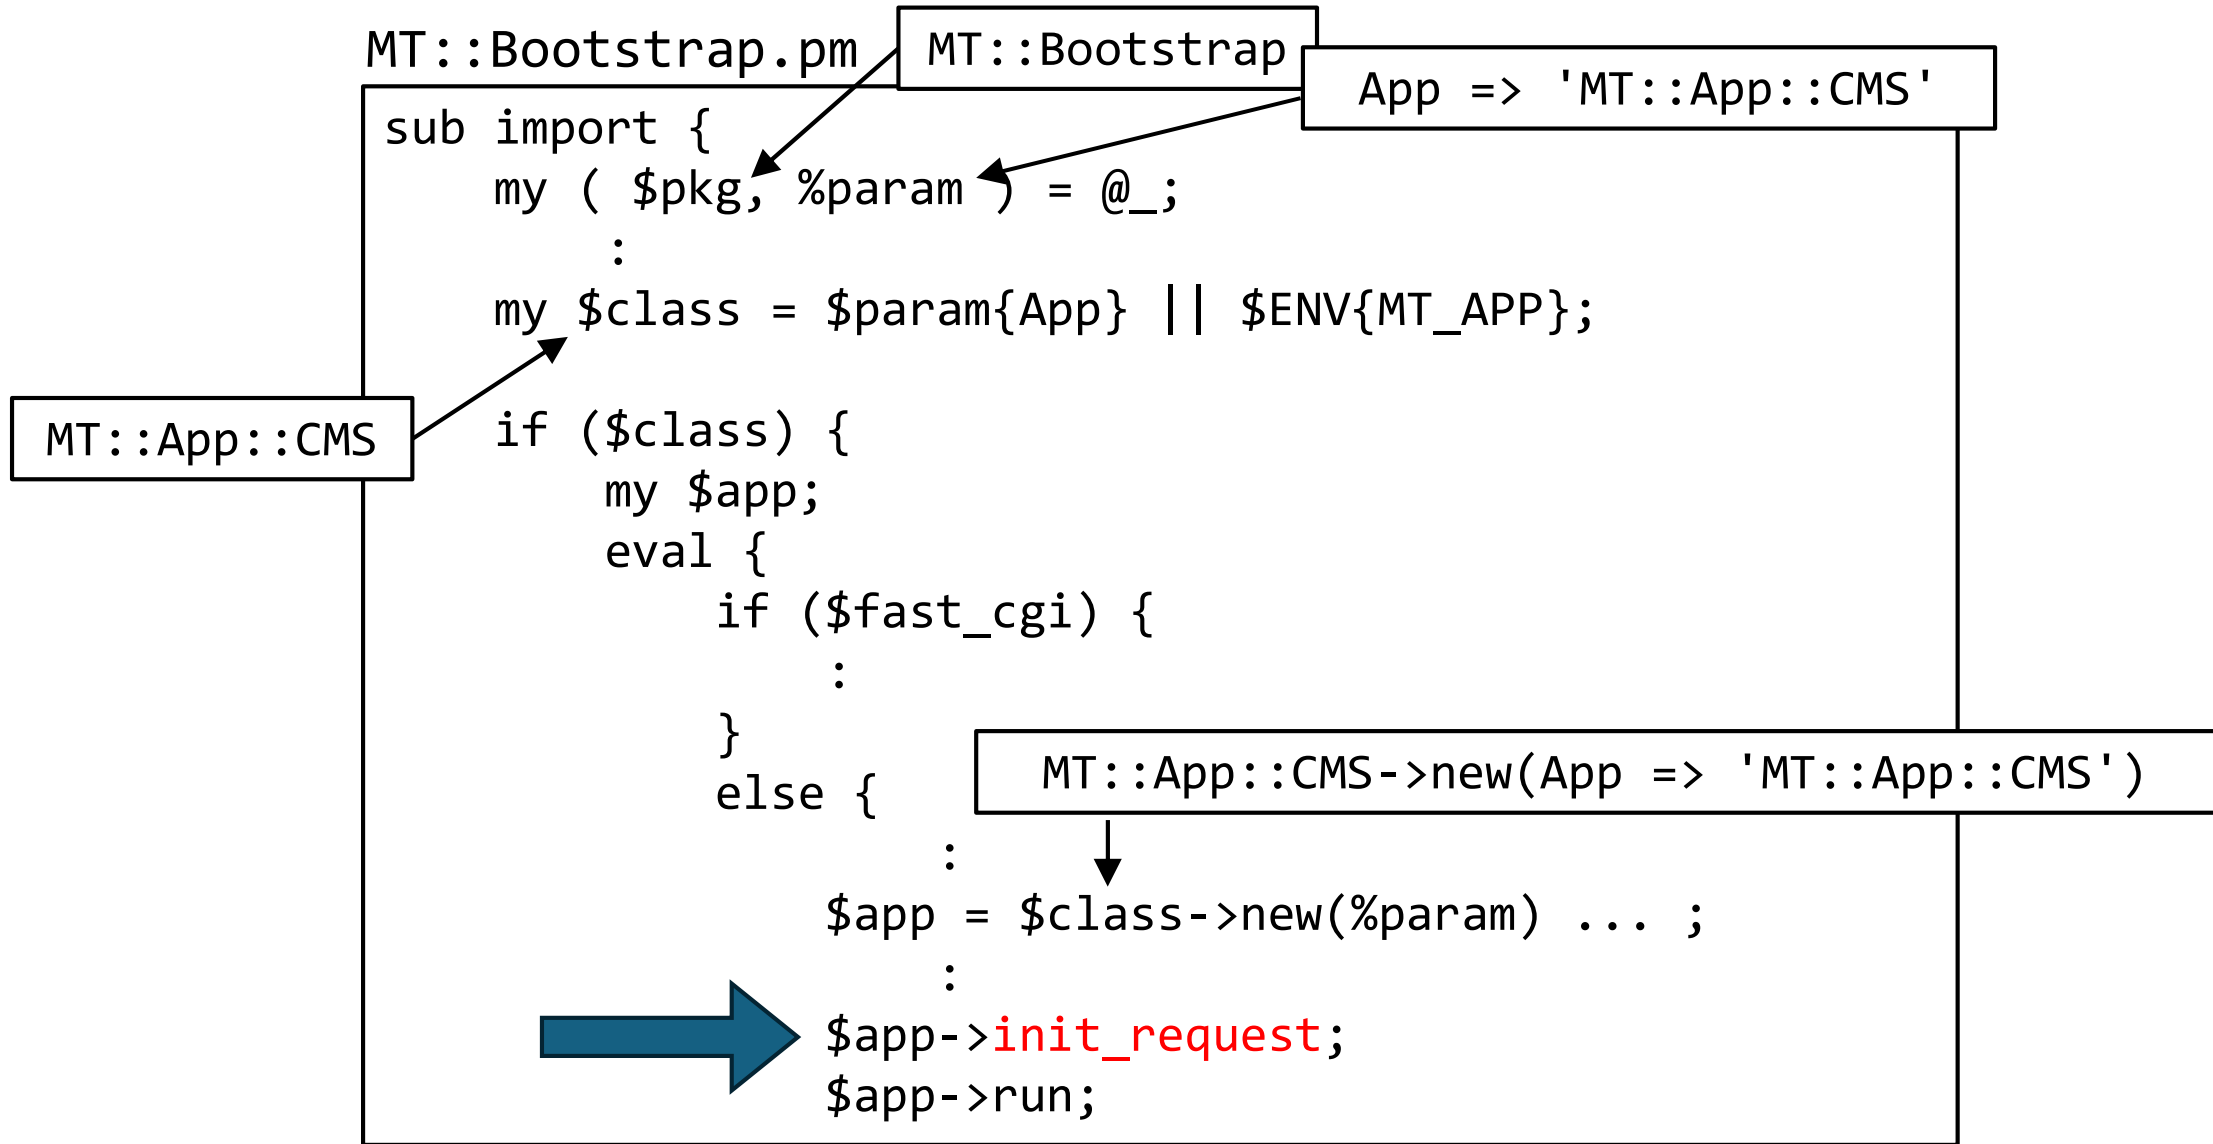 MT::Bootstrap.pm
MT::Bootstrap
App => 'MT::App::CMS'
sub import {
my ( $pkg, %param ) = @_;
:
my $class = $param{App} || $ENV{MT_APP};
MT::App::CMS
if ($class) {
my $app;
eval {
if ($fast_cgi) {
:
}
else {
MT::App::CMS->new(App => 'MT::App::CMS')
:
$app = $class->new(%param) ... ;
:
$app->init_request;
$app->run;